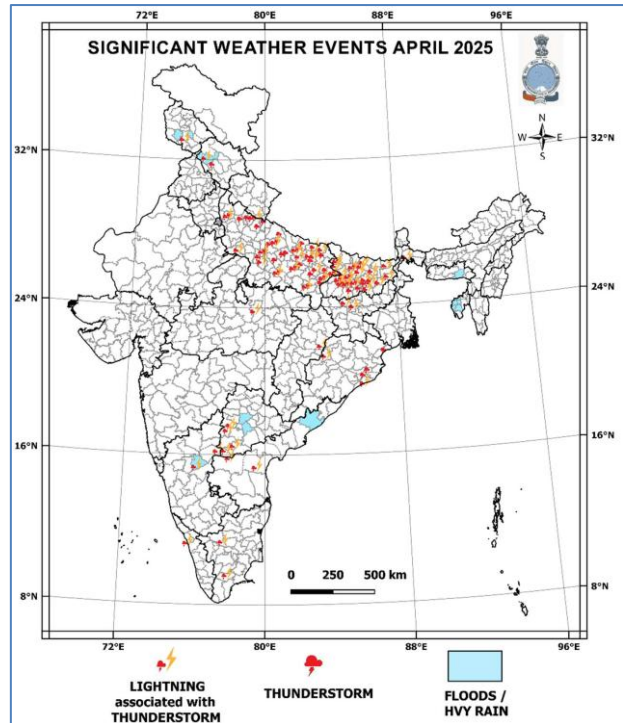 72°E 80°E 88°E
SIGNIFICANT WEATHER EVENTS APRIL 2025
N
W E
S
32°N 32°N
24°N 24°N
16°N 16°N
0 250 500 km
8°N 8°N
72°E 80°E 88°E 96°E
LIGHTNING
associated with
THUNDERSTORM
THUNDERSTORM
FLOODS /
HVY RAIN